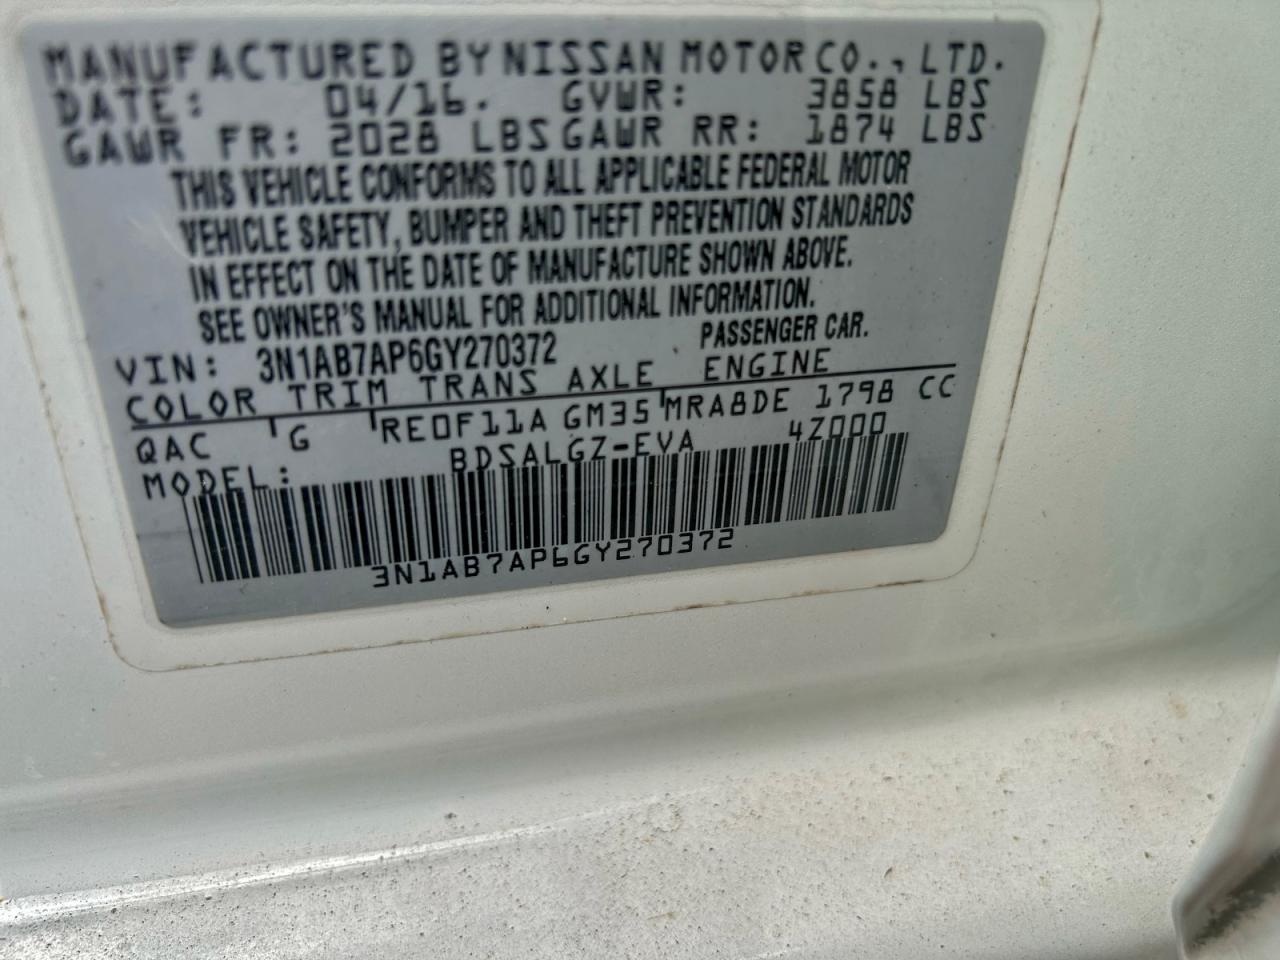 MANUFACTURED BY NISSAN MOTOR CO., LTD.
DATE: 04/16. GVWR: 3858 LBS
GAWR FR: 2028 LBS GAWR RR: 1874 LBS
THIS VEHICLE CONFORMS TO ALL APPLICABLE FEDERAL MOTOR
VEHICLE SAFETY, BUMPER AND THEFT PREVENTION STANDARDS
IN EFFECT ON THE DATE OF MANUFACTURE SHOWN ABOVE.
SEE OWNER'S MANUAL FOR ADDITIONAL INFORMATION.
VIN: 3N1AB7AP6GY270372 PASSENGER CAR.
COLOR TRIM TRANS AXLE ENGINE
QAC G RE0F11A GM35 MRA8DE 1798 CC
MODEL: BDSALGZ-EVA 4Z000
3N1AB7AP6GY270372